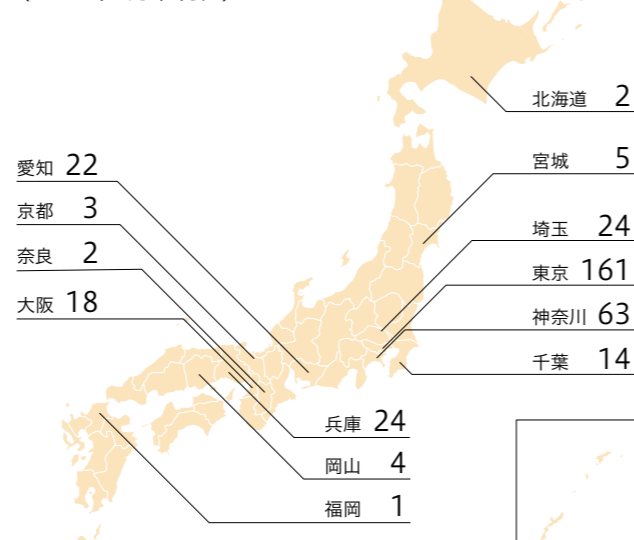 北海道 2
宮城 5
埼玉 24
東京 161
神奈川 63
千葉 14
愛知 22
京都 3
奈良 2
大阪 18
兵庫 24
岡山 4
福岡 1